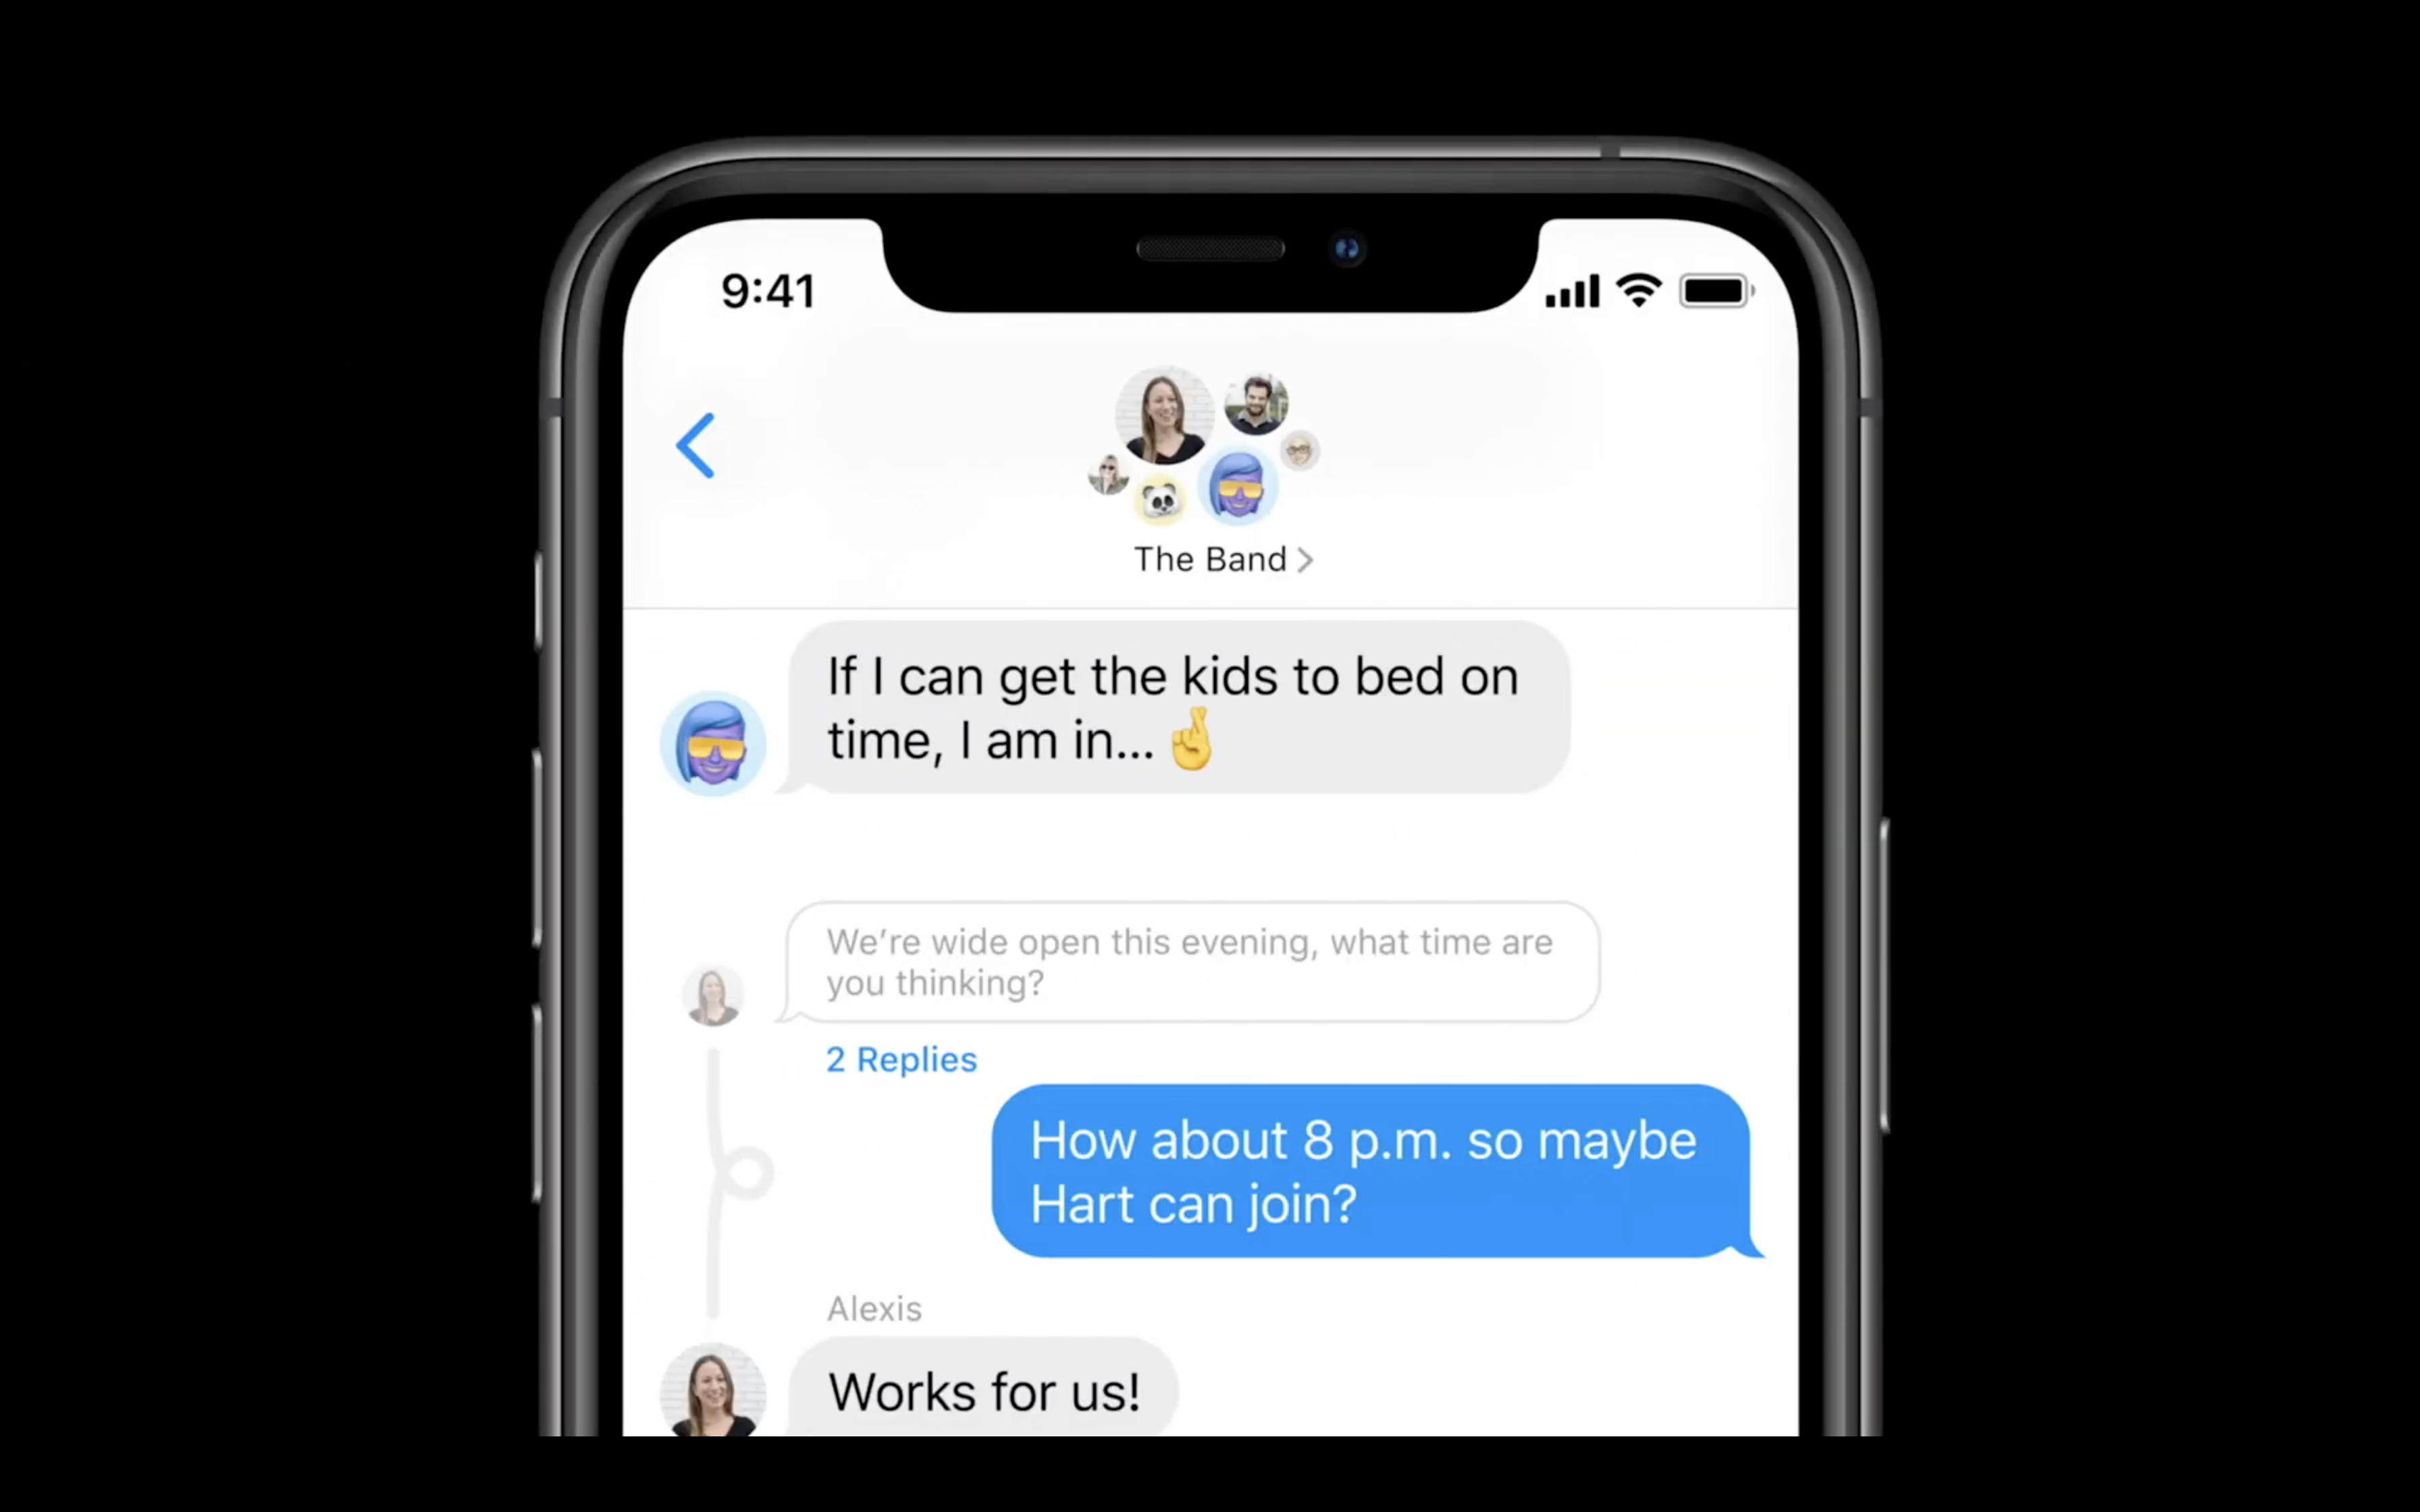 9:41
The Band
If I can get the kids to bed on
time, I am in... 🤞
We’re wide open this evening, what time are
you thinking?
2 Replies
How about 8 p.m. so maybe
Hart can join?
Alexis
Works for us!